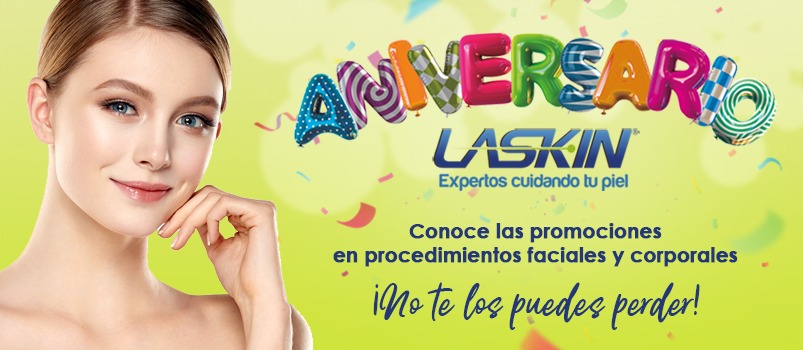 ANIVERSARIO
LASKIN®
Expertos cuidando tu piel
Conoce las promociones
en procedimientos faciales y corporales
¡No te los puedes perder!